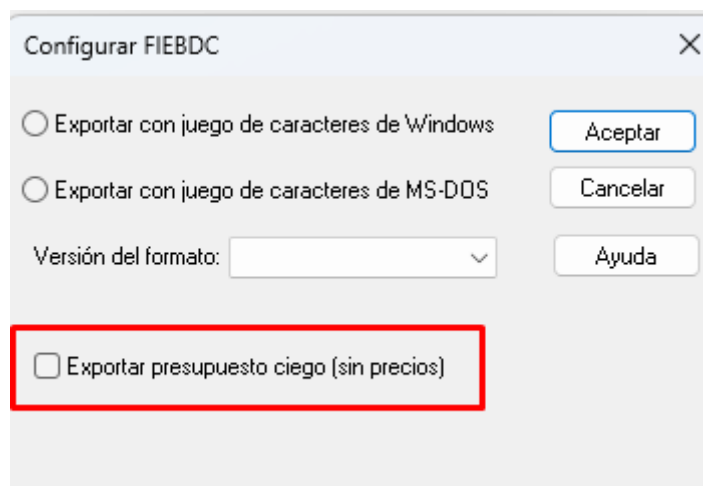 Configurar FIEBDC
Exportar con juego de caracteres de Windows
Aceptar
Exportar con juego de caracteres de MS-DOS
Cancelar
Versión del formato:
Ayuda
Exportar presupuesto ciego (sin precios)